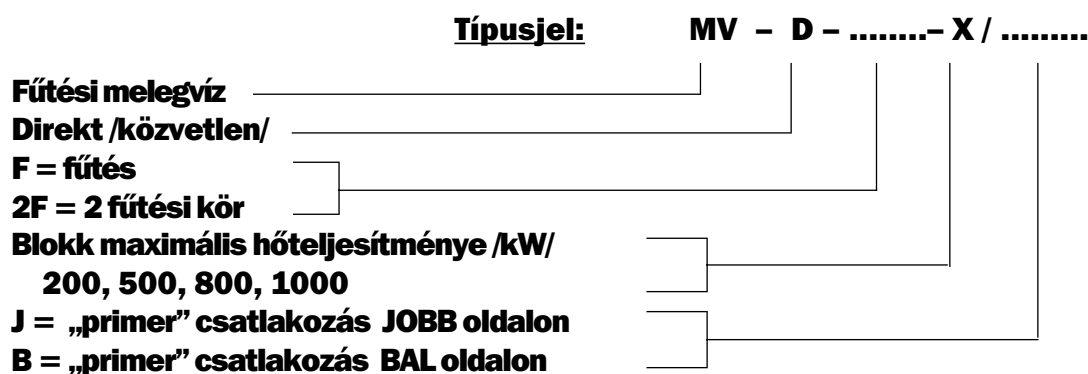 Típusjel: MV – D – ........– X / .........
Fűtési melegvíz
Direkt /közvetlen/
F = fűtés
2F = 2 fűtési kör
Blokk maximális hőteljesítménye /kW/
200, 500, 800, 1000
J = „primer” csatlakozás JOBB oldalon
B = „primer” csatlakozás BAL oldalon